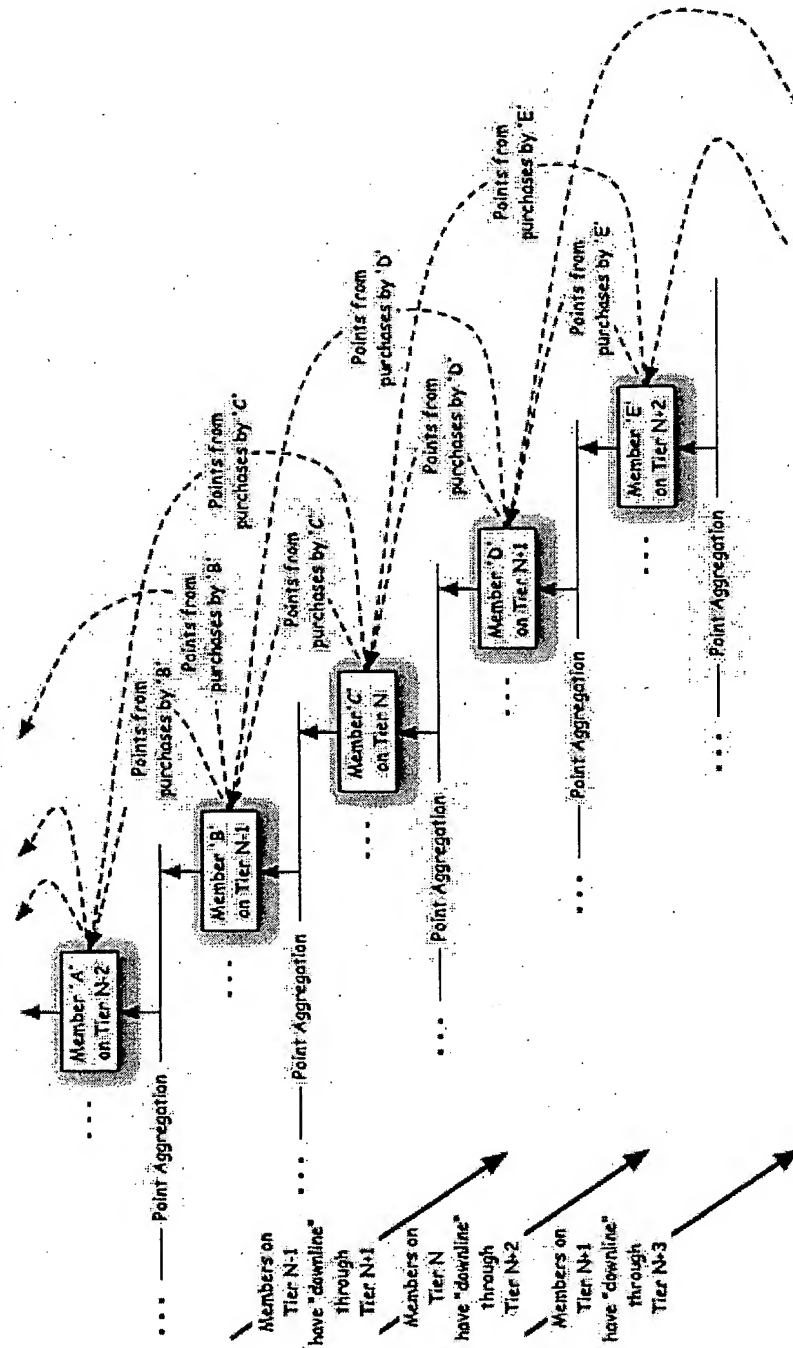 Member 'A'
on Tier N-2
Point Aggregation
Points from
purchases by 'B'
Points from
purchases by 'B'
Member 'B'
on Tier N-1
Points from
purchases by 'C'
Point Aggregation
Points from
purchases by 'C'
Member 'C'
on Tier N
Points from
purchases by 'D'
Point Aggregation
Points from
purchases by 'D'
Member 'D'
on Tier N+1
Points from
purchases by 'E'
Point Aggregation
Points from
purchases by 'E'
Member 'E'
on Tier N+2
Point Aggregation
Members on
Tier N-1
have "downline"
through
Tier N+1
Members on
Tier N
have "downline"
through
Tier N+2
Members on
Tier N+1
have "downline"
through
Tier N+3